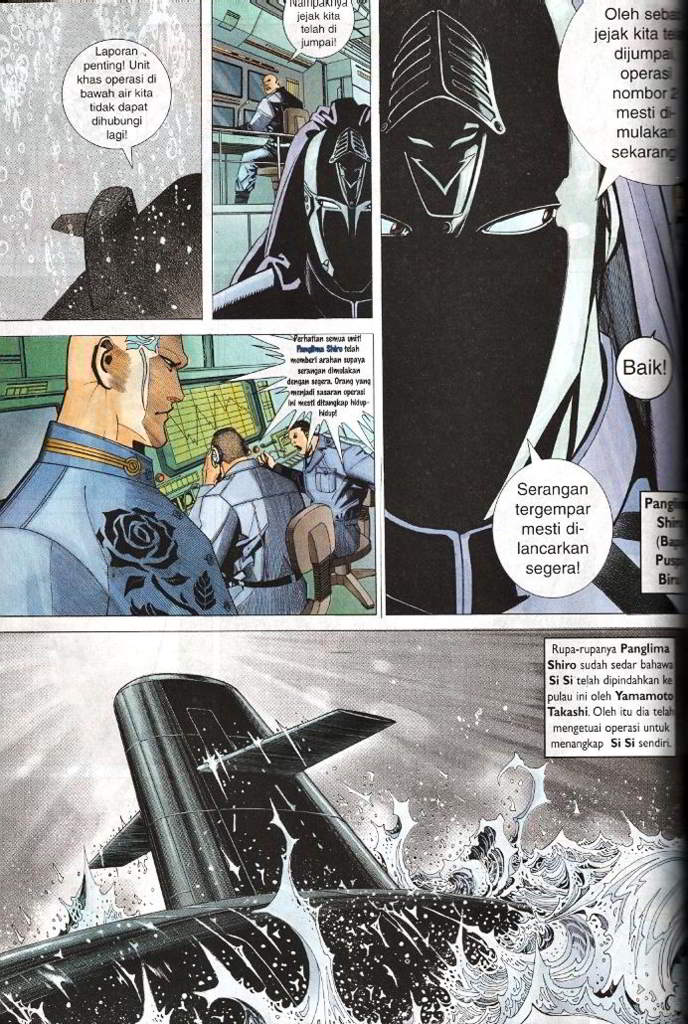 Laporan
penting! Unit
khas operasi di
bawah air kita
tidak dapat
dihubungi
lagi!
Nampaknya
jejak kita
telah di
jumpai!
Oleh
jejak kita
dijumpai,
operasi
nombor 2
mesti di-
mulakan
sekarang
Baik!
Serangan
tergempar
mesti di-
lancarkan
segera!
Perhatian semua unit!
Panglima Shiro telah
memberi arahan supaya
serangan dimulakan
dengan segera. Orang yang
menjadi sasaran operasi
ini mesti ditangkap hidup-
hidup!
Rupa-rupanya Panglima
Shiro sudah sedar bahawa
Si Si telah dipindahkan ke
pulau ini oleh Yamamoto
Takashi. Oleh itu dia telah
mengetuai operasi untuk
menangkap Si Si sendiri.